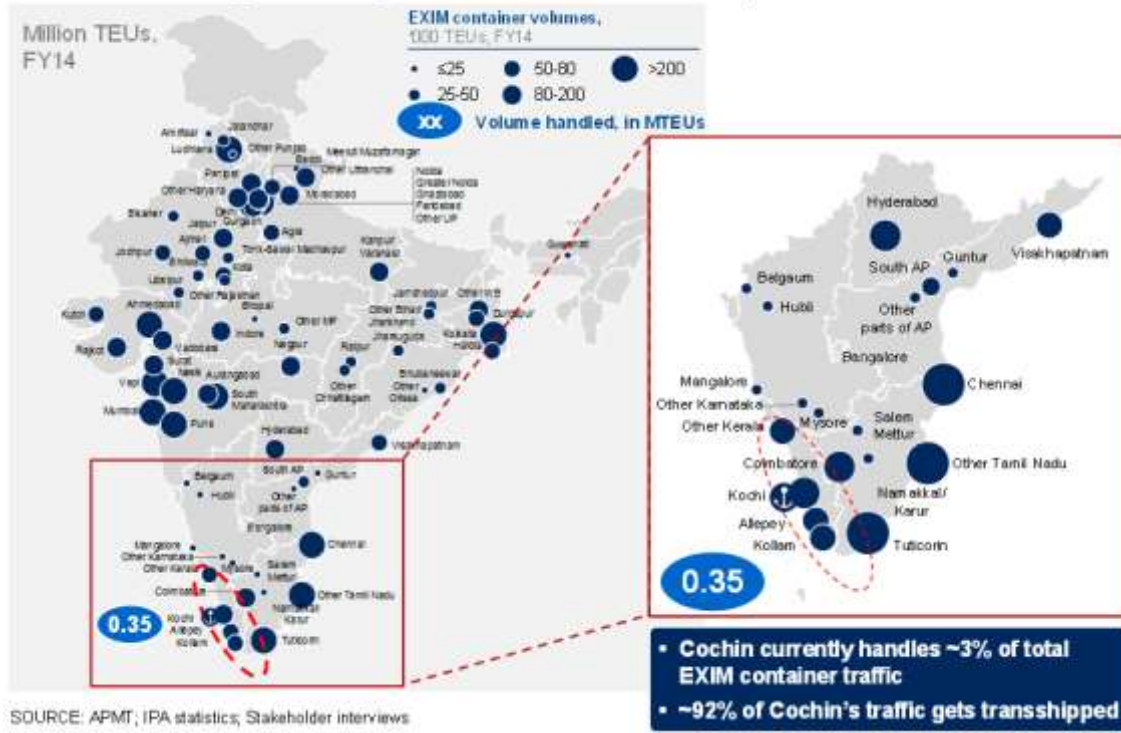 Million TEUs,
FY14
EXIM container volumes,
'000 TEUs, FY14
≤25
50-80
>200
25-50
80-200
XX
Volume handled, in MTEUs
Amritsar
Jalandhar
Ludhiana
Other Punjab
Baddi
Meerut Muzafarnagar
Other Uttranchal
Panipat
Other Haryana
Moradabad
Noida
Greater Noida
Ghaziabad
Faridabad
Other UP
Delhi
Gurgaon
Bikaner
Jaipur
Agra
Ajmer
Tonk-Sawai Madhavpur
Jodhpur
Bhilwara
Kota
Kanpur
Varanasi
Guwahati
Udaipur
Other Rajasthan
Ahmedabad
Bhopal
Jamshedpur
Other WB
Durgapur
Kutch
Indore
Other MP
Other Bihar
Jharkhand
Kolkata
Haldia
Rajkot
Vadodara
Nagpur
Raipur
Jharsuguda
Surat
Nasik
Aurangabad
Vapi
South
Maharashtra
Other
Chhattisgarh
Bhubaneswar
Other
Orissa
Mumbai
Pune
Hyderabad
Visakhapatnam
South AP
Guntur
Belgaum
Hubli
Other
parts of AP
Bangalore
Chennai
Mangalore
Other Karnataka
Other Kerala
Mysore
Salem
Mettur
Coimbatore
Other Tamil Nadu
Namakkal/
Karur
0.35
Kochi
Allepey
Kollam
Tuticorin
Hyderabad
Visakhapatnam
South AP
Guntur
Belgaum
Hubli
Other
parts of AP
Bangalore
Chennai
Mangalore
Other Karnataka
Other Kerala
Mysore
Salem
Mettur
Coimbatore
Other Tamil Nadu
Kochi
Namakkal/
Karur
Allepey
Kollam
Tuticorin
0.35
▪ Cochin currently handles ~3% of total
EXIM container traffic
▪ ~92% of Cochin's traffic gets transshipped
SOURCE: APMT; IPA statistics; Stakeholder interviews